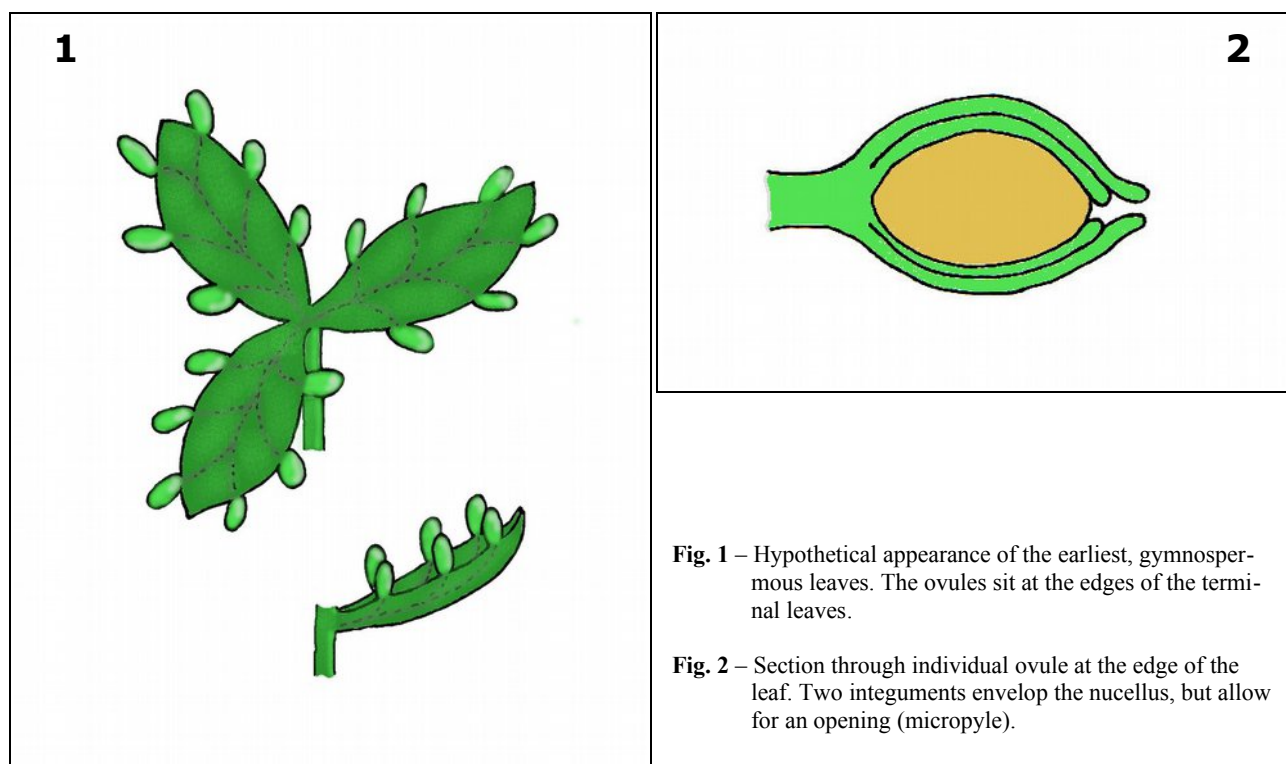 1
2
Fig. 1 – Hypothetical appearance of the earliest, gymnosper-
mous leaves. The ovules sit at the edges of the termi-
nal leaves.
Fig. 2 – Section through individual ovule at the edge of the
leaf. Two integuments envelop the nucellus, but allow
for an opening (micropyle).